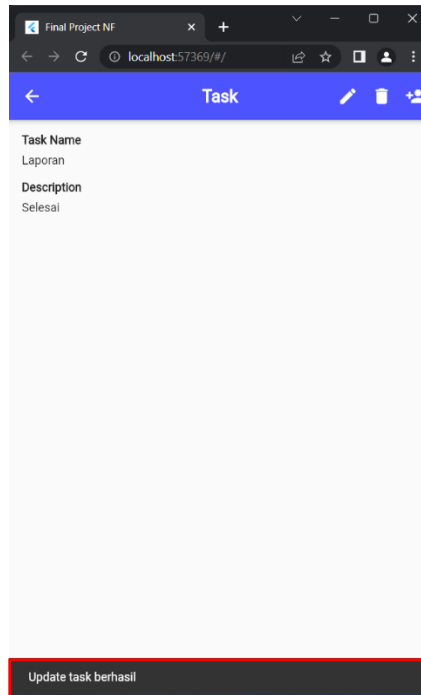 Final Project NF
localhost:57369/#/
Task
Task Name
Laporan
Description
Selesai
Update task berhasil